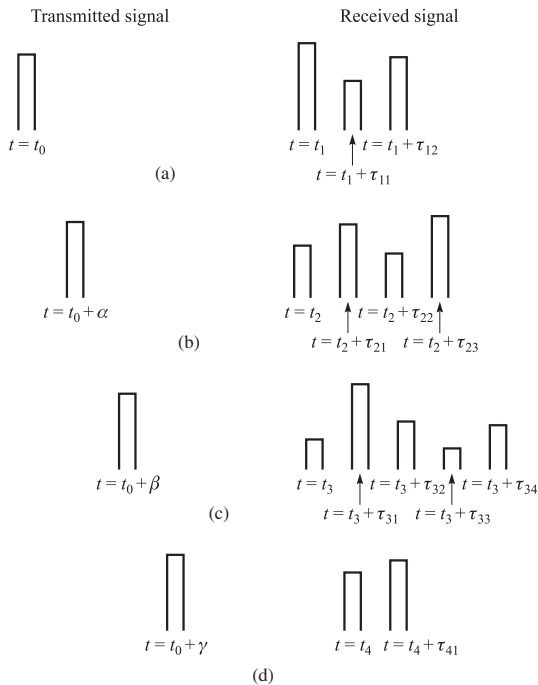 Transmitted signal
Received signal
t = t₀
t = t₁
t = t₁ + τ₁₂
t = t₁ + τ₁₁
(a)
t = t₀ + α
t = t₂
t = t₂ + τ₂₂
t = t₂ + τ₂₁
t = t₂ + τ₂₃
(b)
t = t₀ + β
t = t₃
t = t₃ + τ₃₂
t = t₃ + τ₃₄
t = t₃ + τ₃₁
t = t₃ + τ₃₃
(c)
t = t₀ + γ
t = t₄
t = t₄ + τ₄₁
(d)